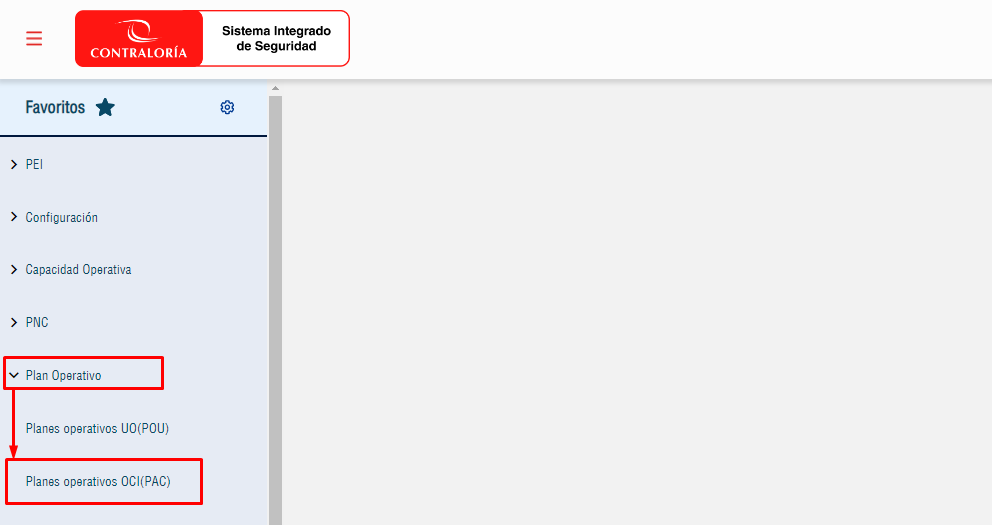 CONTRALORÍA
Sistema Integrado
de Seguridad
Favoritos
PEI
Configuración
Capacidad Operativa
PNC
Plan Operativo
Planes operativos UO(POU)
Planes operativos OCI(PAC)